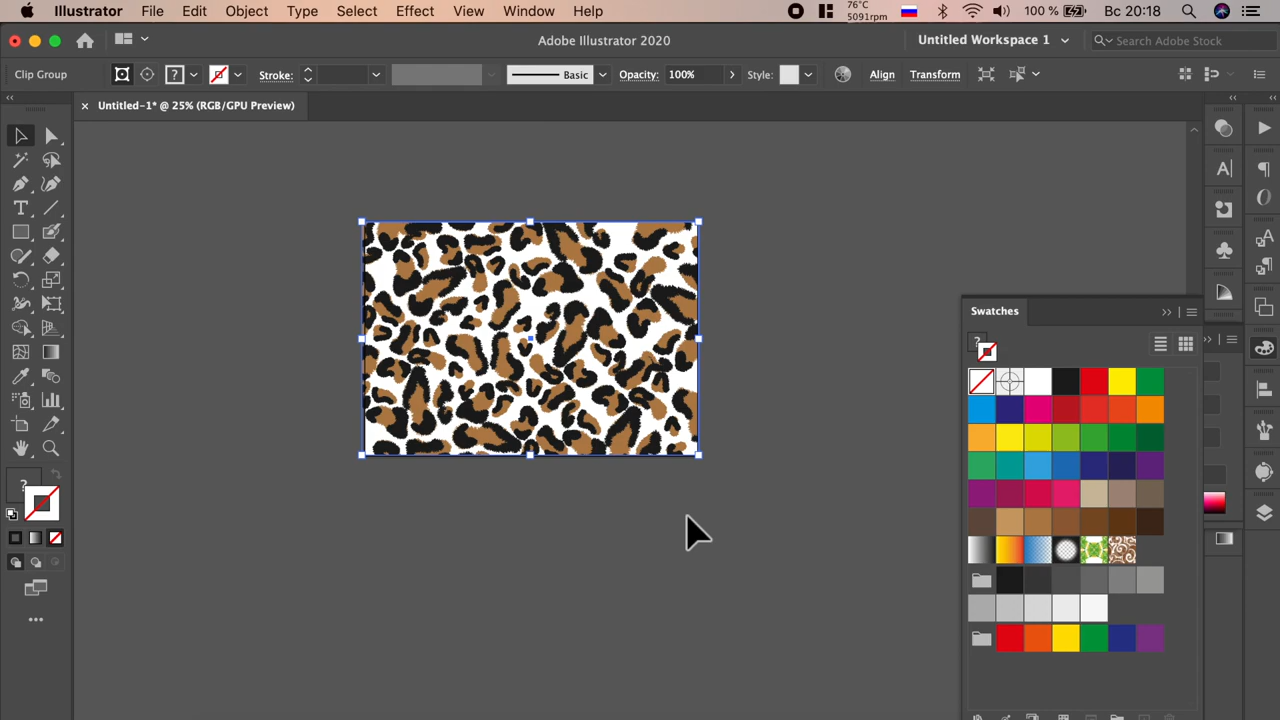 Illustrator File Edit Object Type Select Effect View Window Help 76°C 5091rpm 100 % Вс 20:18
Adobe Illustrator 2020 Untitled Workspace 1 Search Adobe Stock
Clip Group ? Stroke: Basic Opacity: 100% Style: Align Transform
Untitled-1* @ 25% (RGB/GPU Preview)
Swatches
?
?